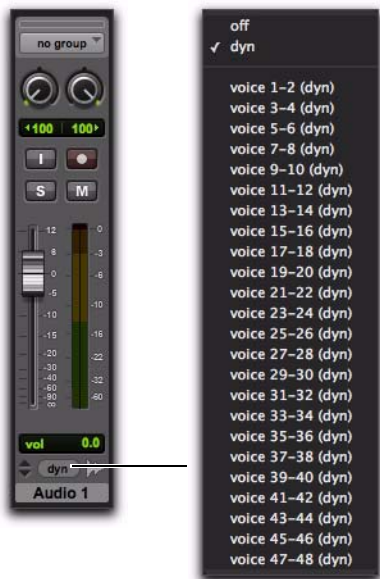 no group
100 100
I
S M
12 0
6 -3
0 -6
-5
-10 -10
-15 -16
-20 -22
-30
-40 -32
-60
-90 -60
∞
vol 0.0
dyn
Audio 1
off
✓ dyn
voice 1-2 (dyn)
voice 3-4 (dyn)
voice 5-6 (dyn)
voice 7-8 (dyn)
voice 9-10 (dyn)
voice 11-12 (dyn)
voice 13-14 (dyn)
voice 15-16 (dyn)
voice 17-18 (dyn)
voice 19-20 (dyn)
voice 21-22 (dyn)
voice 23-24 (dyn)
voice 25-26 (dyn)
voice 27-28 (dyn)
voice 29-30 (dyn)
voice 31-32 (dyn)
voice 33-34 (dyn)
voice 35-36 (dyn)
voice 37-38 (dyn)
voice 39-40 (dyn)
voice 41-42 (dyn)
voice 43-44 (dyn)
voice 45-46 (dyn)
voice 47-48 (dyn)